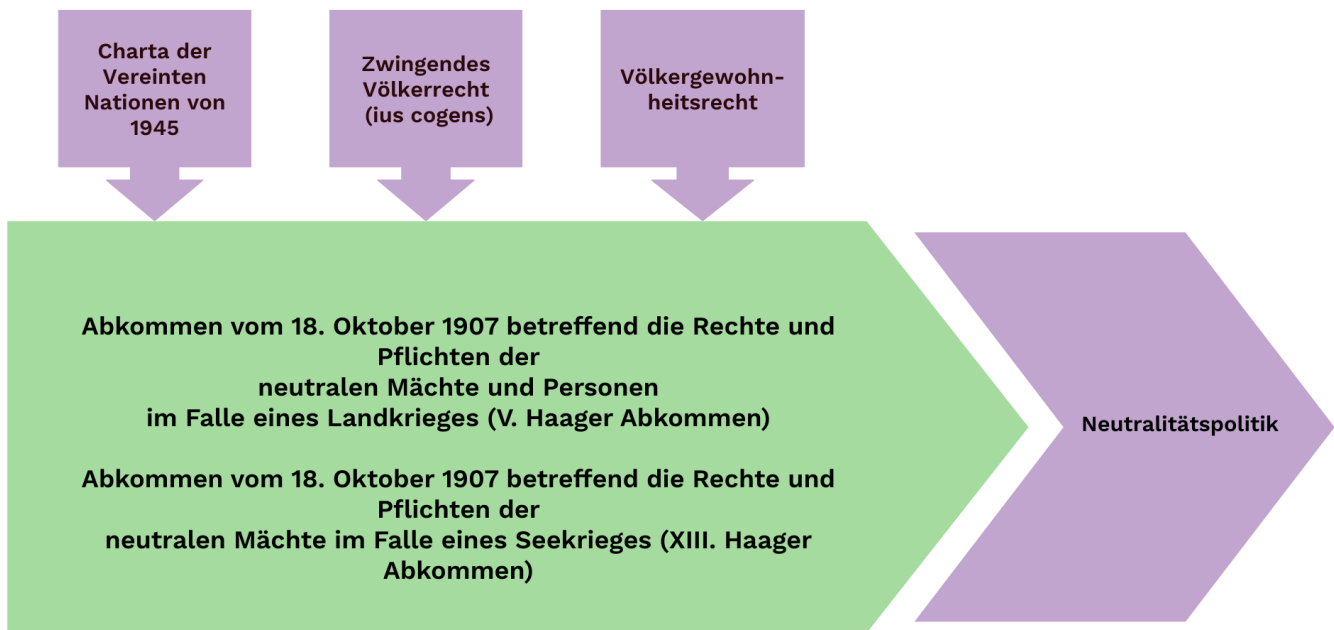 Charta der
Vereinten
Nationen von
1945
Zwingendes
Völkerrecht
(ius cogens)
Völkergewohn-
heitsrecht
Abkommen vom 18. Oktober 1907 betreffend die Rechte und
Pflichten der
neutralen Mächte und Personen
im Falle eines Landkrieges (V. Haager Abkommen)
Abkommen vom 18. Oktober 1907 betreffend die Rechte und
Pflichten der
neutralen Mächte im Falle eines Seekrieges (XIII. Haager
Abkommen)
Neutralitätspolitik